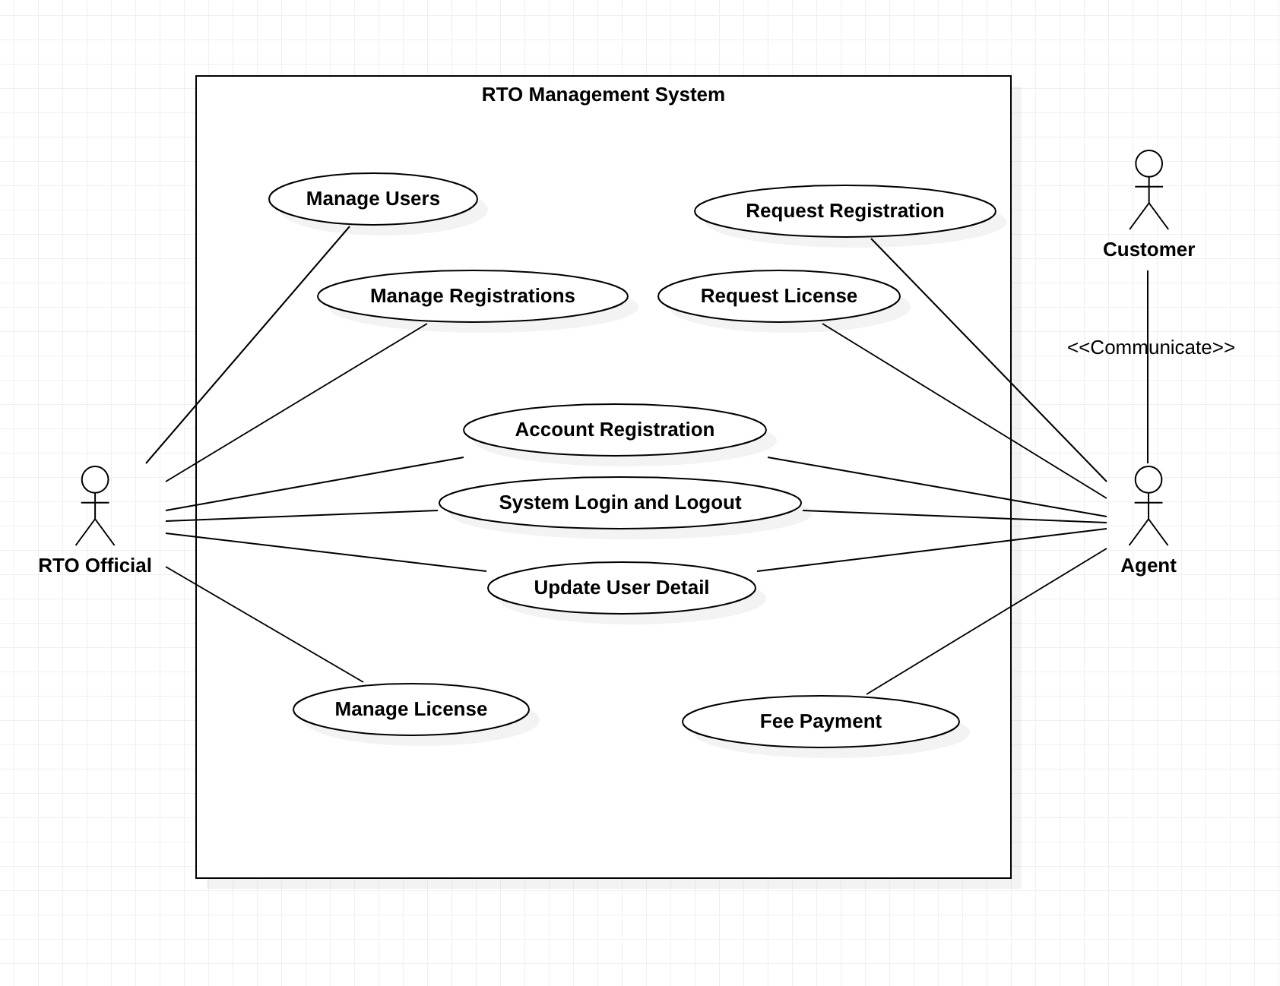 RTO Management System
Manage Users
Request Registration
Customer
Manage Registrations
Request License
<<Communicate>>
Account Registration
System Login and Logout
RTO Official
Agent
Update User Detail
Manage License
Fee Payment